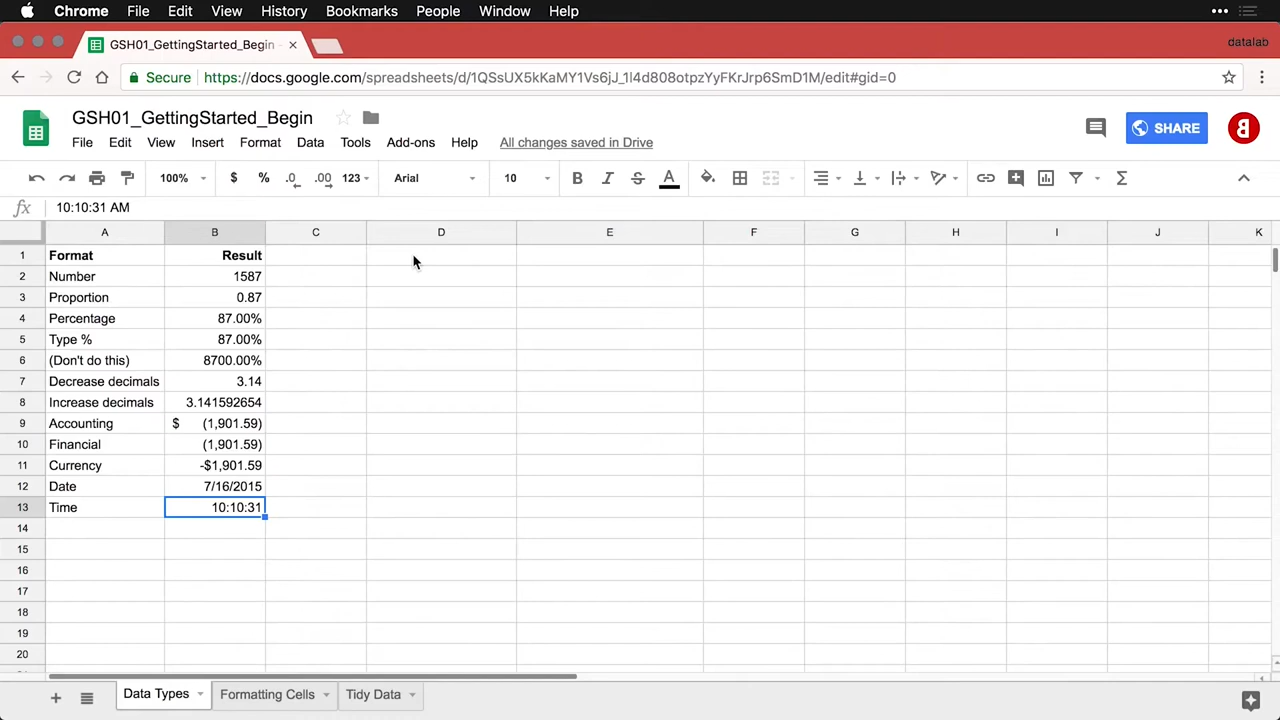 Chrome File Edit View History Bookmarks People Window Help
GSH01_GettingStarted_Begin
datalab
Secure https://docs.google.com/spreadsheets/d/1QSsUX5kKaMY1Vs6jJ_1l4d808otpzYyFKrJrp6SmD1M/edit#gid=0
GSH01_GettingStarted_Begin
File Edit View Insert Format Data Tools Add-ons Help All changes saved in Drive
SHARE
100% $ % .0 .00 123 Arial 10 B I S A Σ
fx 10:10:31 AM
A B C D E F G H I J K
1 Format Result
2 Number 1587
3 Proportion 0.87
4 Percentage 87.00%
5 Type % 87.00%
6 (Don't do this) 8700.00%
7 Decrease decimals 3.14
8 Increase decimals 3.141592654
9 Accounting $ (1,901.59)
10 Financial (1,901.59)
11 Currency -$1,901.59
12 Date 7/16/2015
13 Time 10:10:31
14
15
16
17
18
19
20
Data Types Formatting Cells Tidy Data